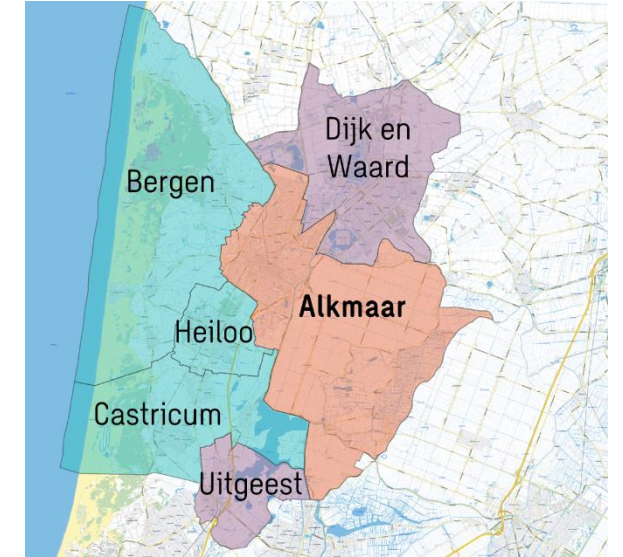 Dijk en
Waard
Bergen
Alkmaar
Heiloo
Castricum
Uitgeest